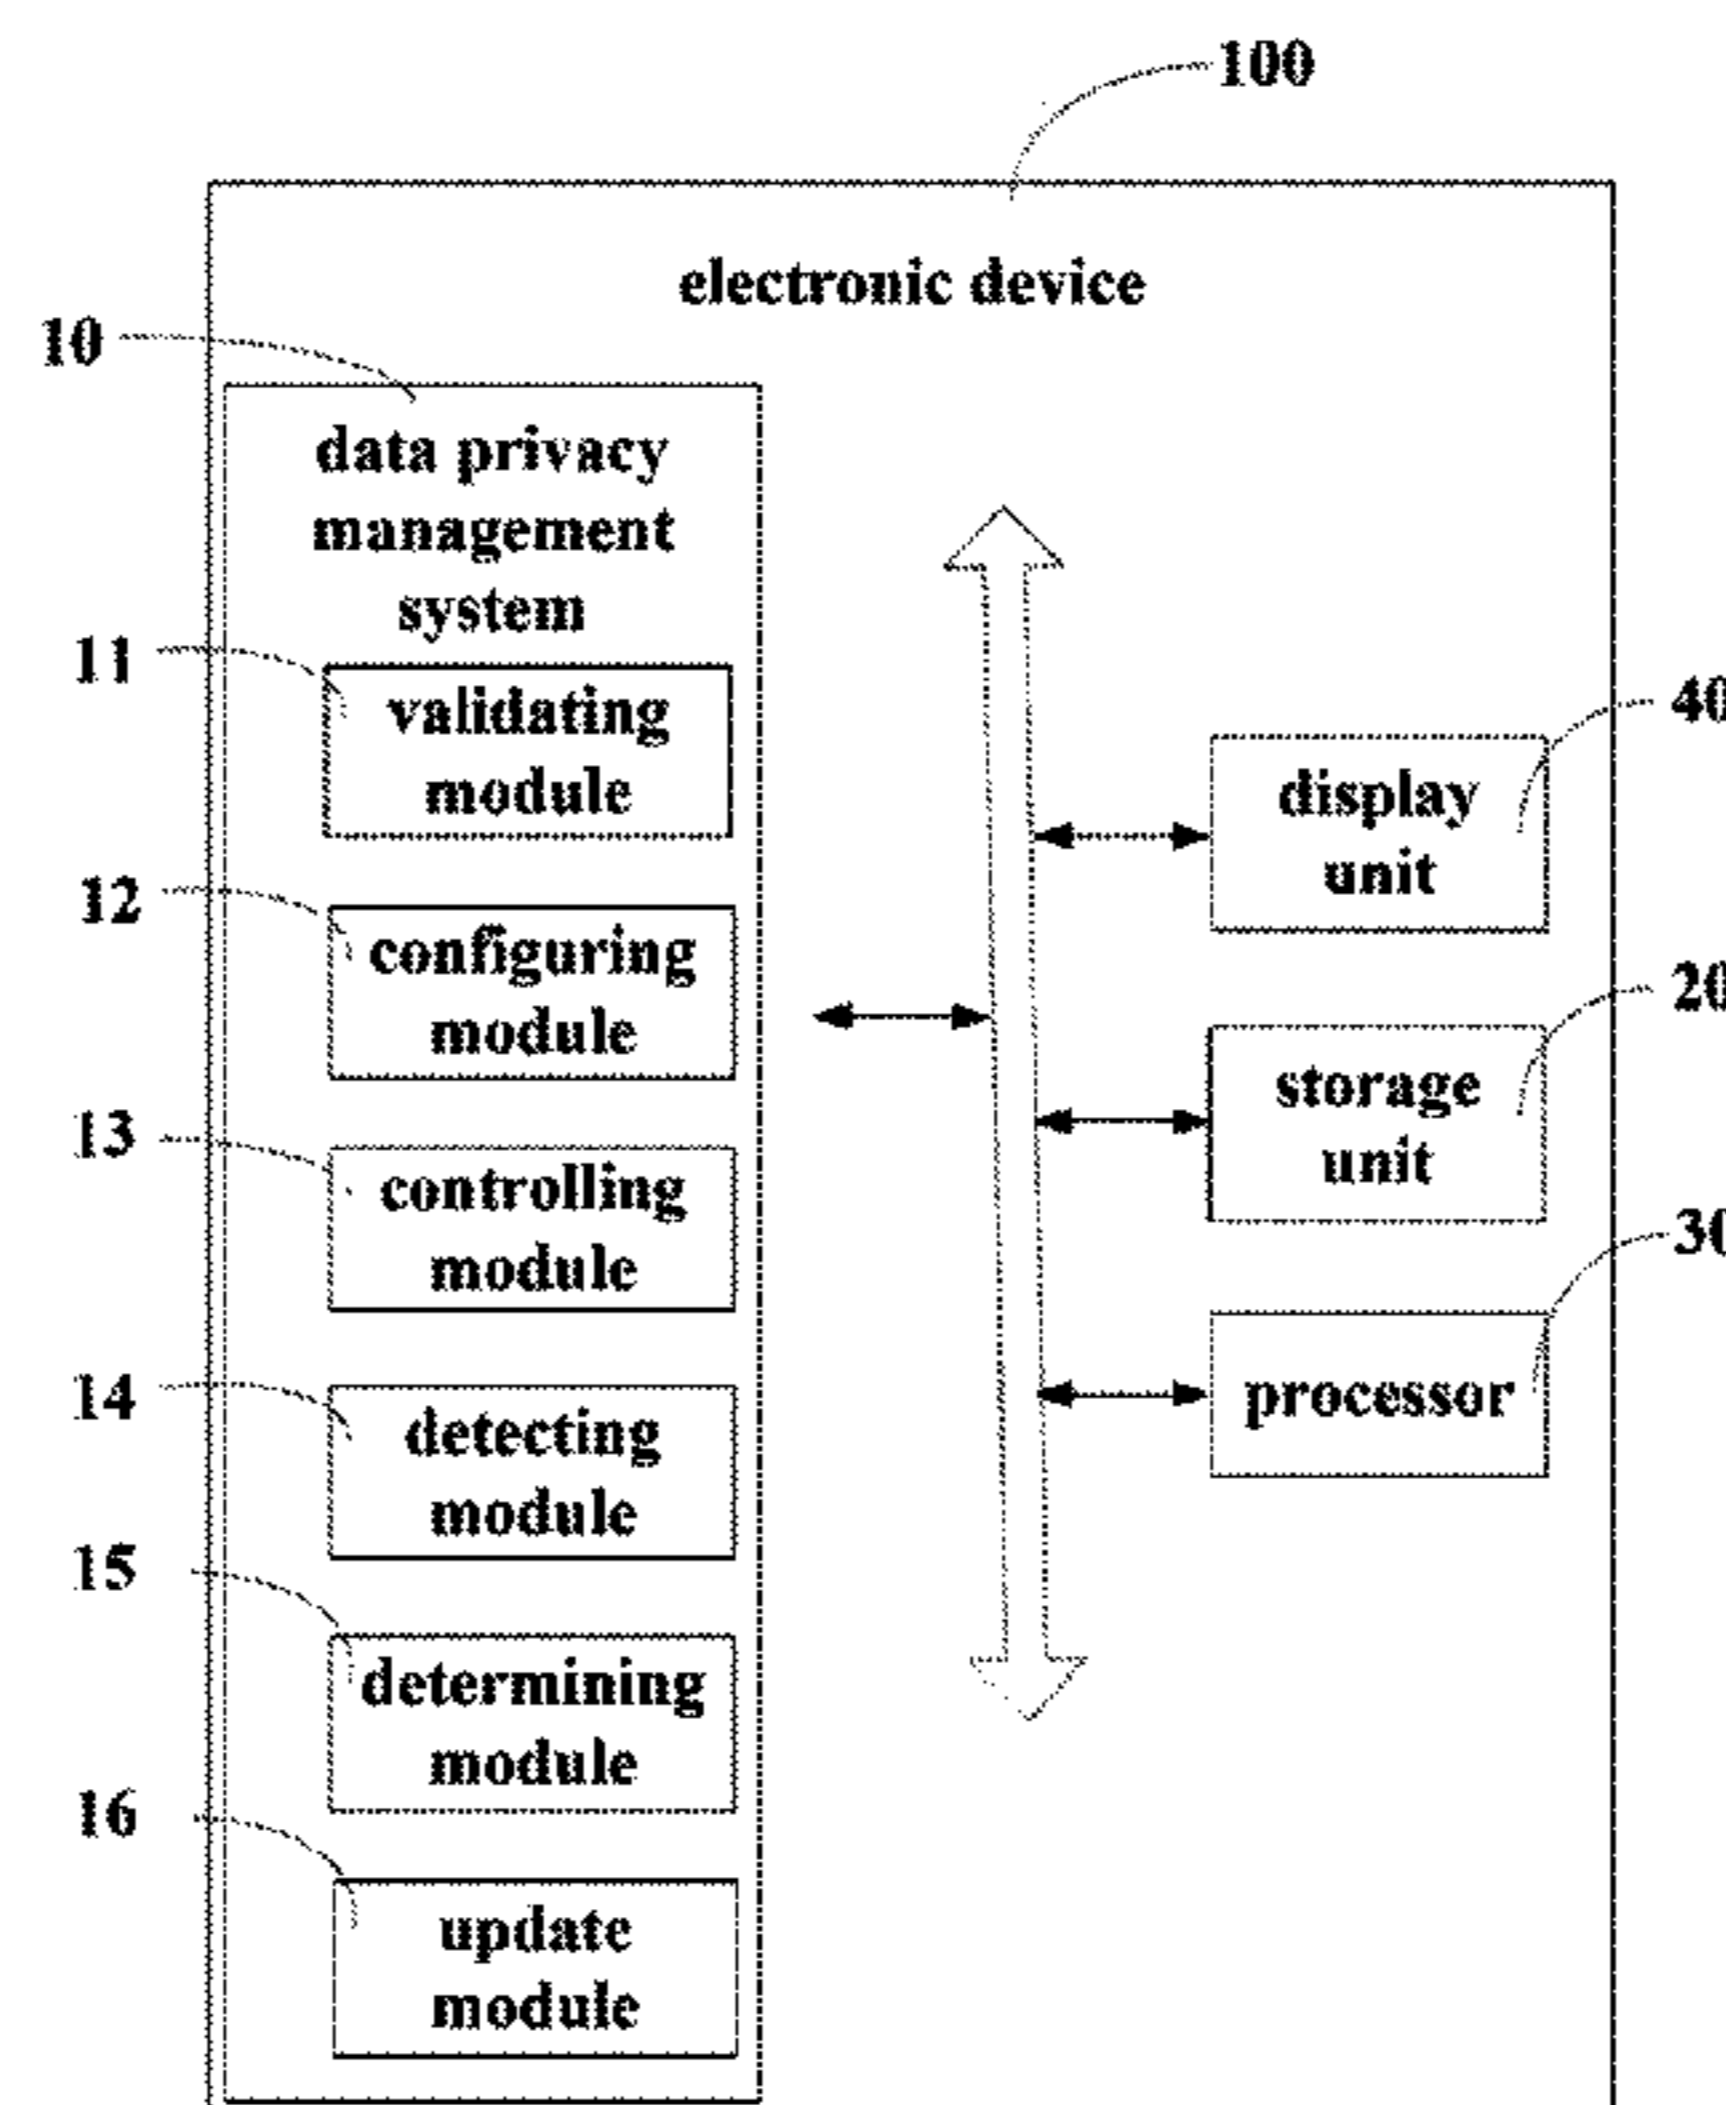 100
electronic device
10
data privacy
management
system
11
validating
module
12
configuring
module
13
controlling
module
14
detecting
module
15
determining
module
16
update
module
40
display
unit
20
storage
unit
30
processor